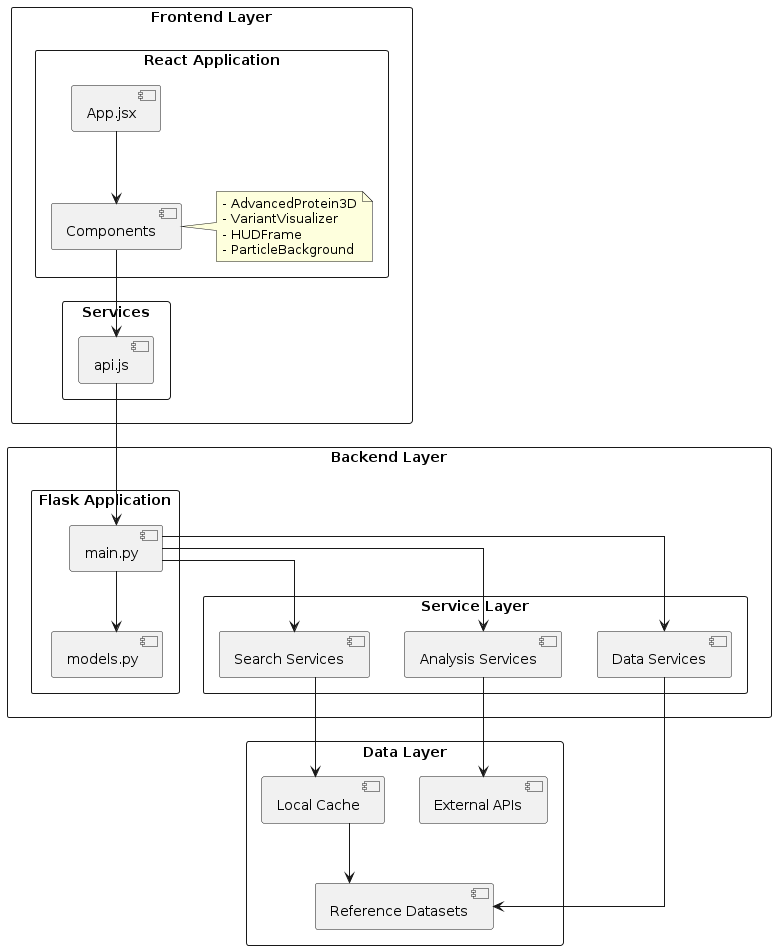 Frontend Layer
React Application
App.jsx
Components
- AdvancedProtein3D
- VariantVisualizer
- HUDFrame
- ParticleBackground
Services
api.js
Backend Layer
Flask Application
main.py
models.py
Service Layer
Search Services
Analysis Services
Data Services
Data Layer
Local Cache
External APIs
Reference Datasets